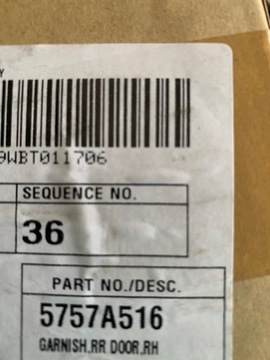 Y
9WBT011706
SEQUENCE NO.
36
PART NO./DESC.
5757A516
GARNISH,RR DOOR,RH